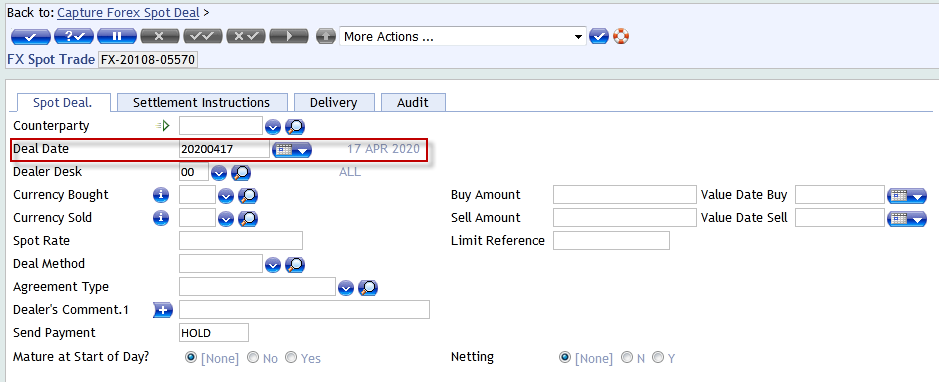 Back to: Capture Forex Spot Deal >
More Actions ...
FX Spot Trade FX-20108-05570
Spot Deal. Settlement Instructions Delivery Audit
Counterparty
Deal Date 20200417 17 APR 2020
Dealer Desk 00 ALL
Currency Bought Buy Amount Value Date Buy
Currency Sold Sell Amount Value Date Sell
Spot Rate Limit Reference
Deal Method
Agreement Type
Dealer's Comment.1
Send Payment HOLD
Mature at Start of Day? [None] No Yes Netting [None] N Y